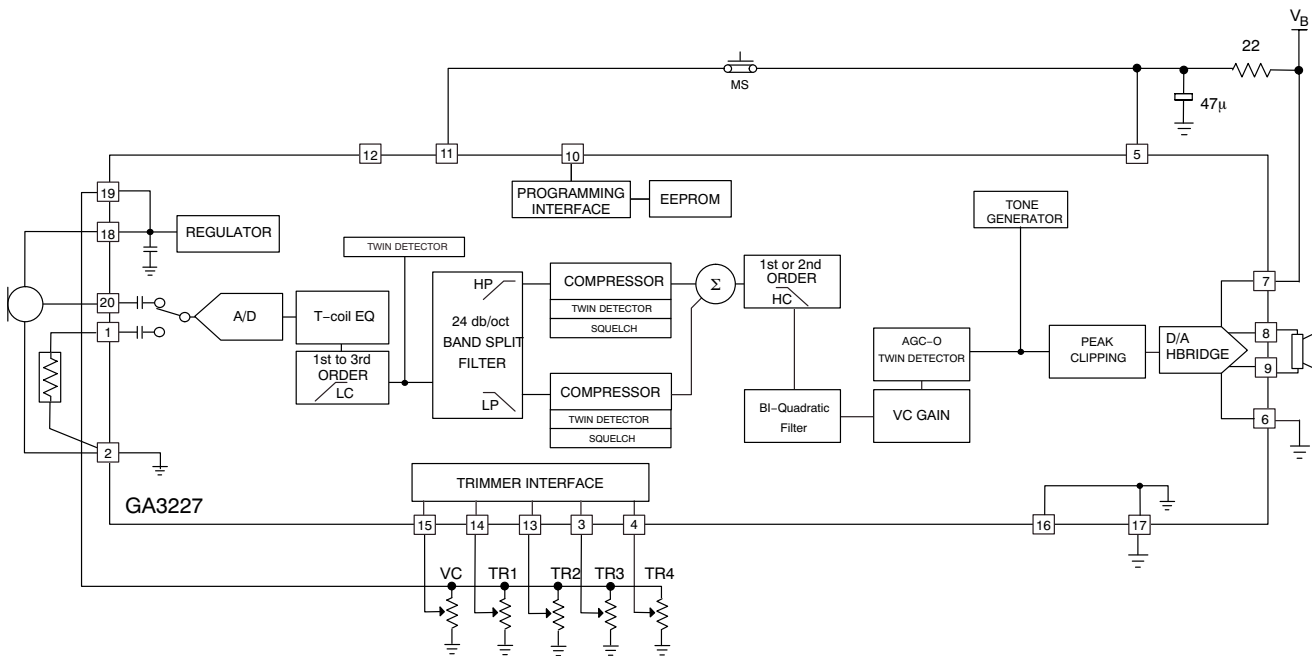 VB
22
MS
47μ
12
11
10
5
19
18
20
1
2
REGULATOR
PROGRAMMING
INTERFACE
EEPROM
TONE
GENERATOR
TWIN DETECTOR
A/D
T-coil EQ
1st to 3rd
ORDER
LC
HP
24 db/oct
BAND SPLIT
FILTER
LP
COMPRESSOR
TWIN DETECTOR
SQUELCH
COMPRESSOR
TWIN DETECTOR
SQUELCH
Σ
1st or 2nd
ORDER
HC
BI-Quadratic
Filter
AGC-O
TWIN DETECTOR
VC GAIN
PEAK
CLIPPING
D/A
HBRIDGE
7
8
9
6
GA3227
TRIMMER INTERFACE
15
14
13
3
4
16
17
VC
TR1
TR2
TR3
TR4